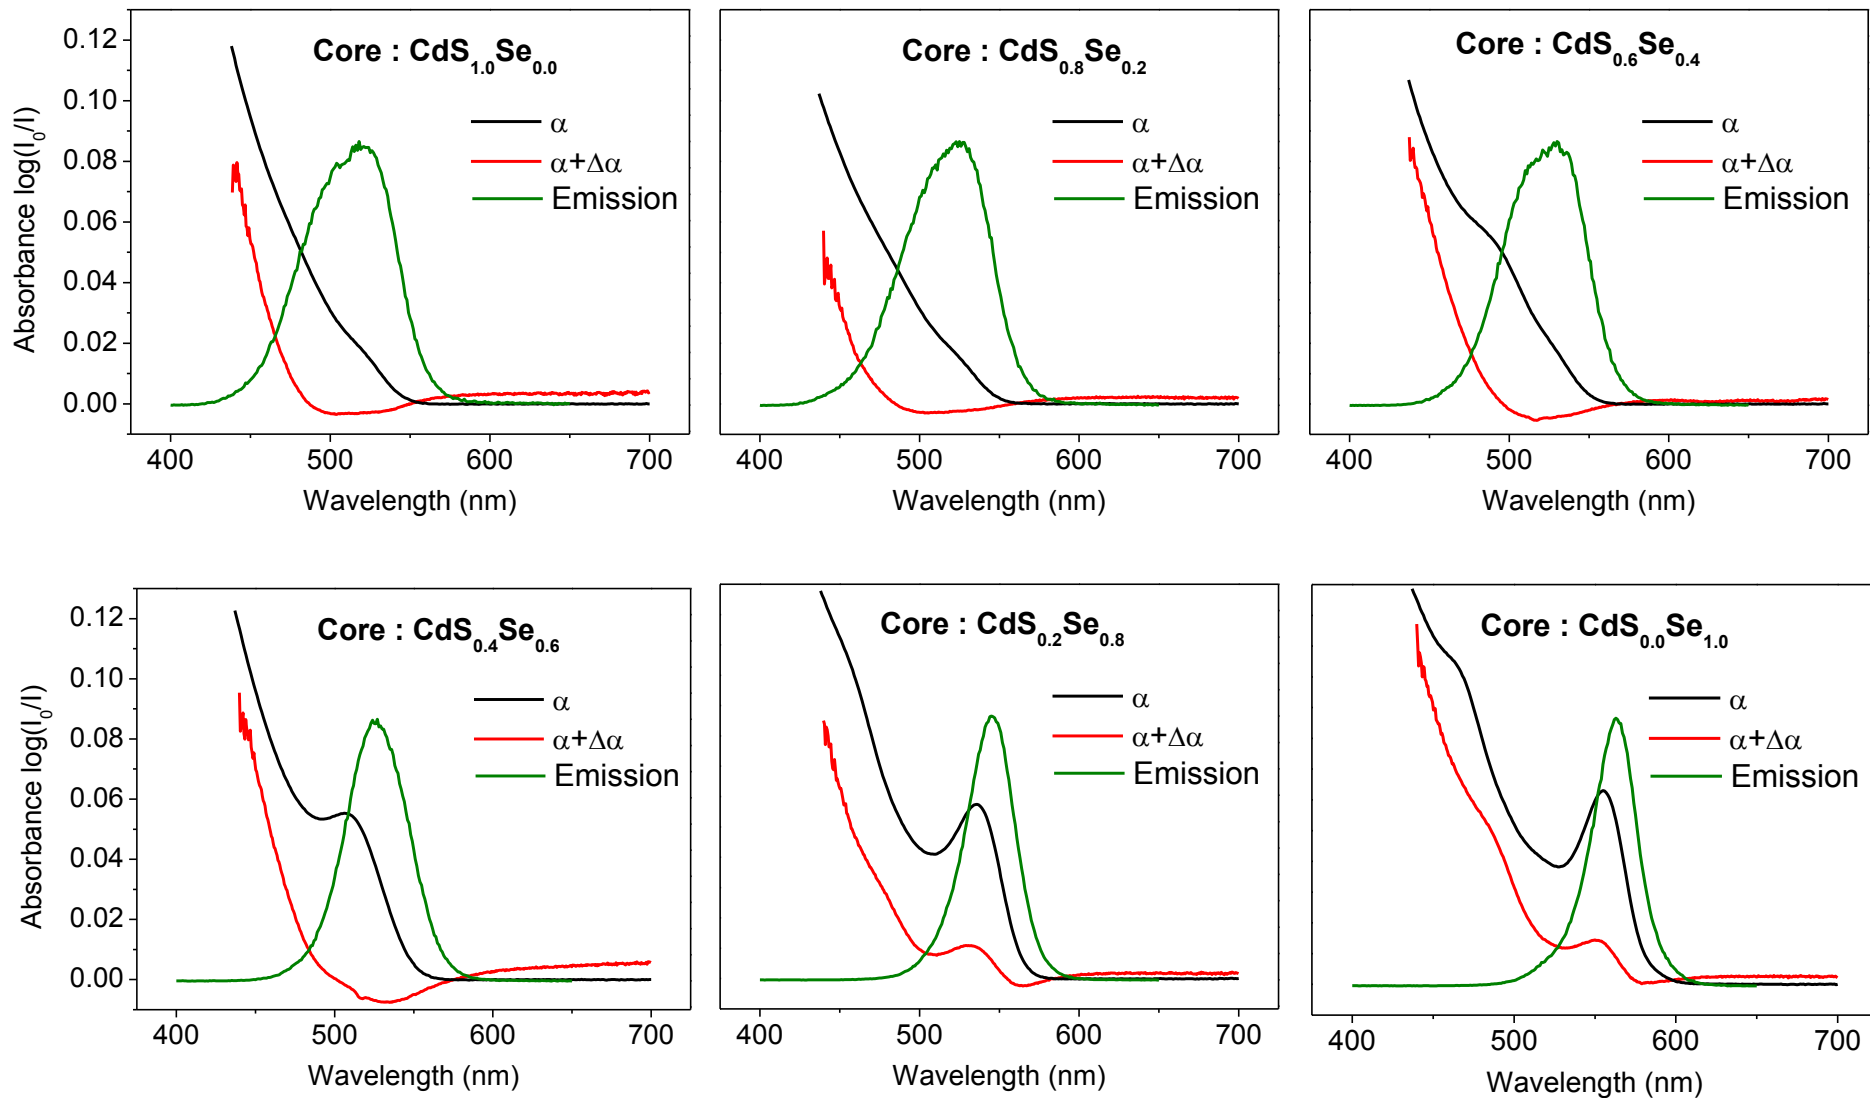 Core : CdS1.0Se0.0
α
α+Δα
Emission
0.12
0.10
0.08
0.06
0.04
0.02
0.00
Absorbance log(I0/I)
400 500 600 700
Wavelength (nm)
Core : CdS0.8Se0.2
α
α+Δα
Emission
400 500 600 700
Wavelength (nm)
Core : CdS0.6Se0.4
α
α+Δα
Emission
400 500 600 700
Wavelength (nm)
Core : CdS0.4Se0.6
α
α+Δα
Emission
0.12
0.10
0.08
0.06
0.04
0.02
0.00
Absorbance log(I0/I)
400 500 600 700
Wavelength (nm)
Core : CdS0.2Se0.8
α
α+Δα
Emission
400 500 600 700
Wavelength (nm)
Core : CdS0.0Se1.0
α
α+Δα
Emission
400 500 600 700
Wavelength (nm)